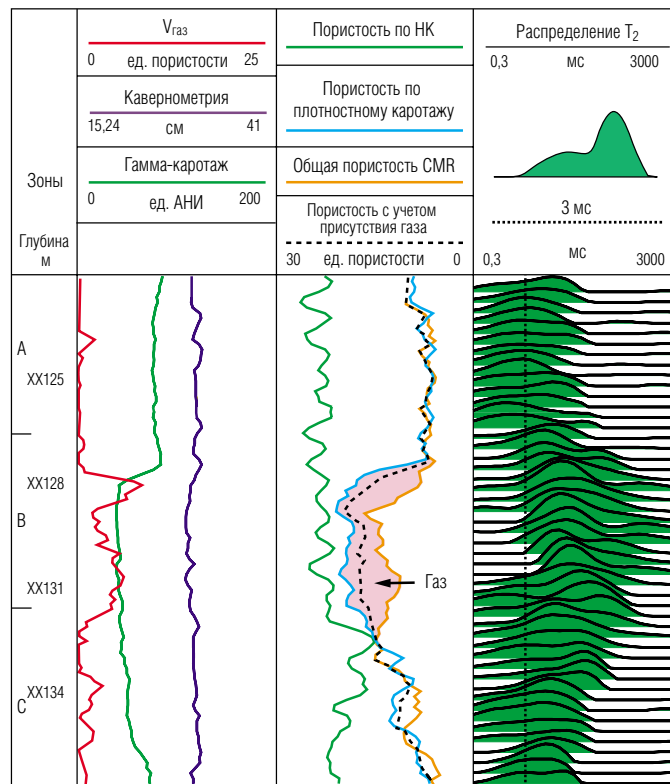 Зоны
Глубина
м
Vгаз
0 ед. пористости 25
Кавернометрия
15,24 см 41
Гамма-каротаж
0 ед. АНИ 200
Пористость по НК
Пористость по
плотностному каротажу
Общая пористость CMR
Пористость с учетом
присутствия газа
30 ед. пористости 0
Распределение T2
0,3 мс 3000
3 мс
0,3 мс 3000
A
XX125
XX128
B
XX131
C
XX134
Газ